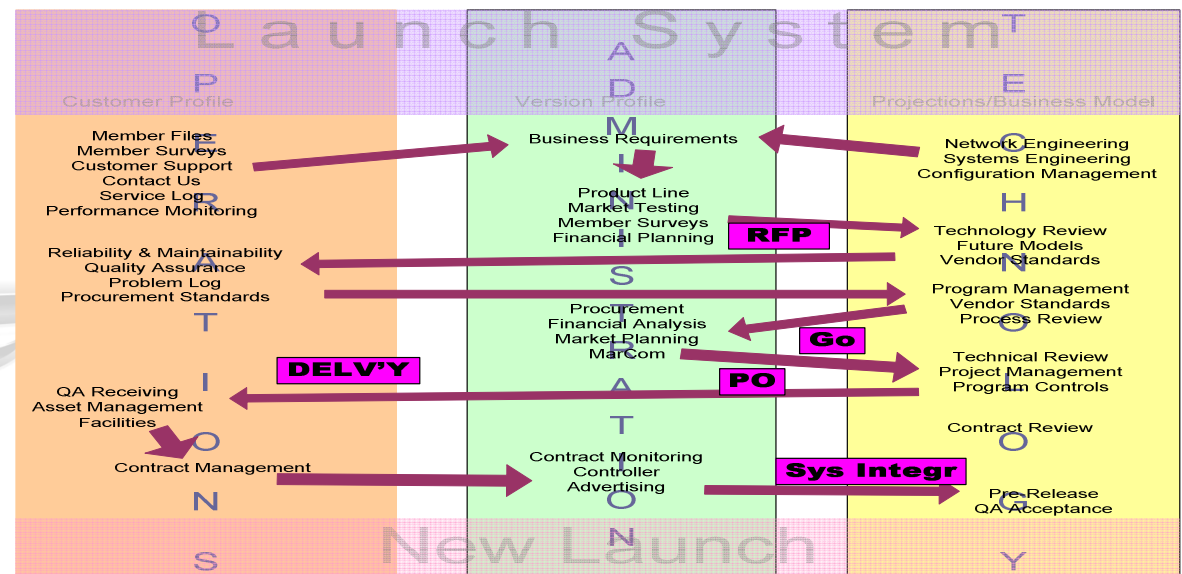 Launch System
OPERATIONS
ADMINISTRATION
TECHNOLOGY
Customer Profile
Version Profile
Projections/Business Model
Member Files
Member Surveys
Customer Support
Contact Us
Service Log
Performance Monitoring
Business Requirements
Network Engineering
Systems Engineering
Configuration Management
Product Line
Market Testing
Member Surveys
Financial Planning
RFP
Technology Review
Future Models
Vendor Standards
Reliability & Maintainability
Quality Assurance
Problem Log
Procurement Standards
Program Management
Vendor Standards
Process Review
Procurement
Financial Analysis
Market Planning
MarCom
Go
Technical Review
Project Management
Program Controls
DELV'Y
PO
QA Receiving
Asset Management
Facilities
Contract Review
Contract Management
Contract Monitoring
Controller
Advertising
Sys Integr
Pre-Release
QA Acceptance
New Launch